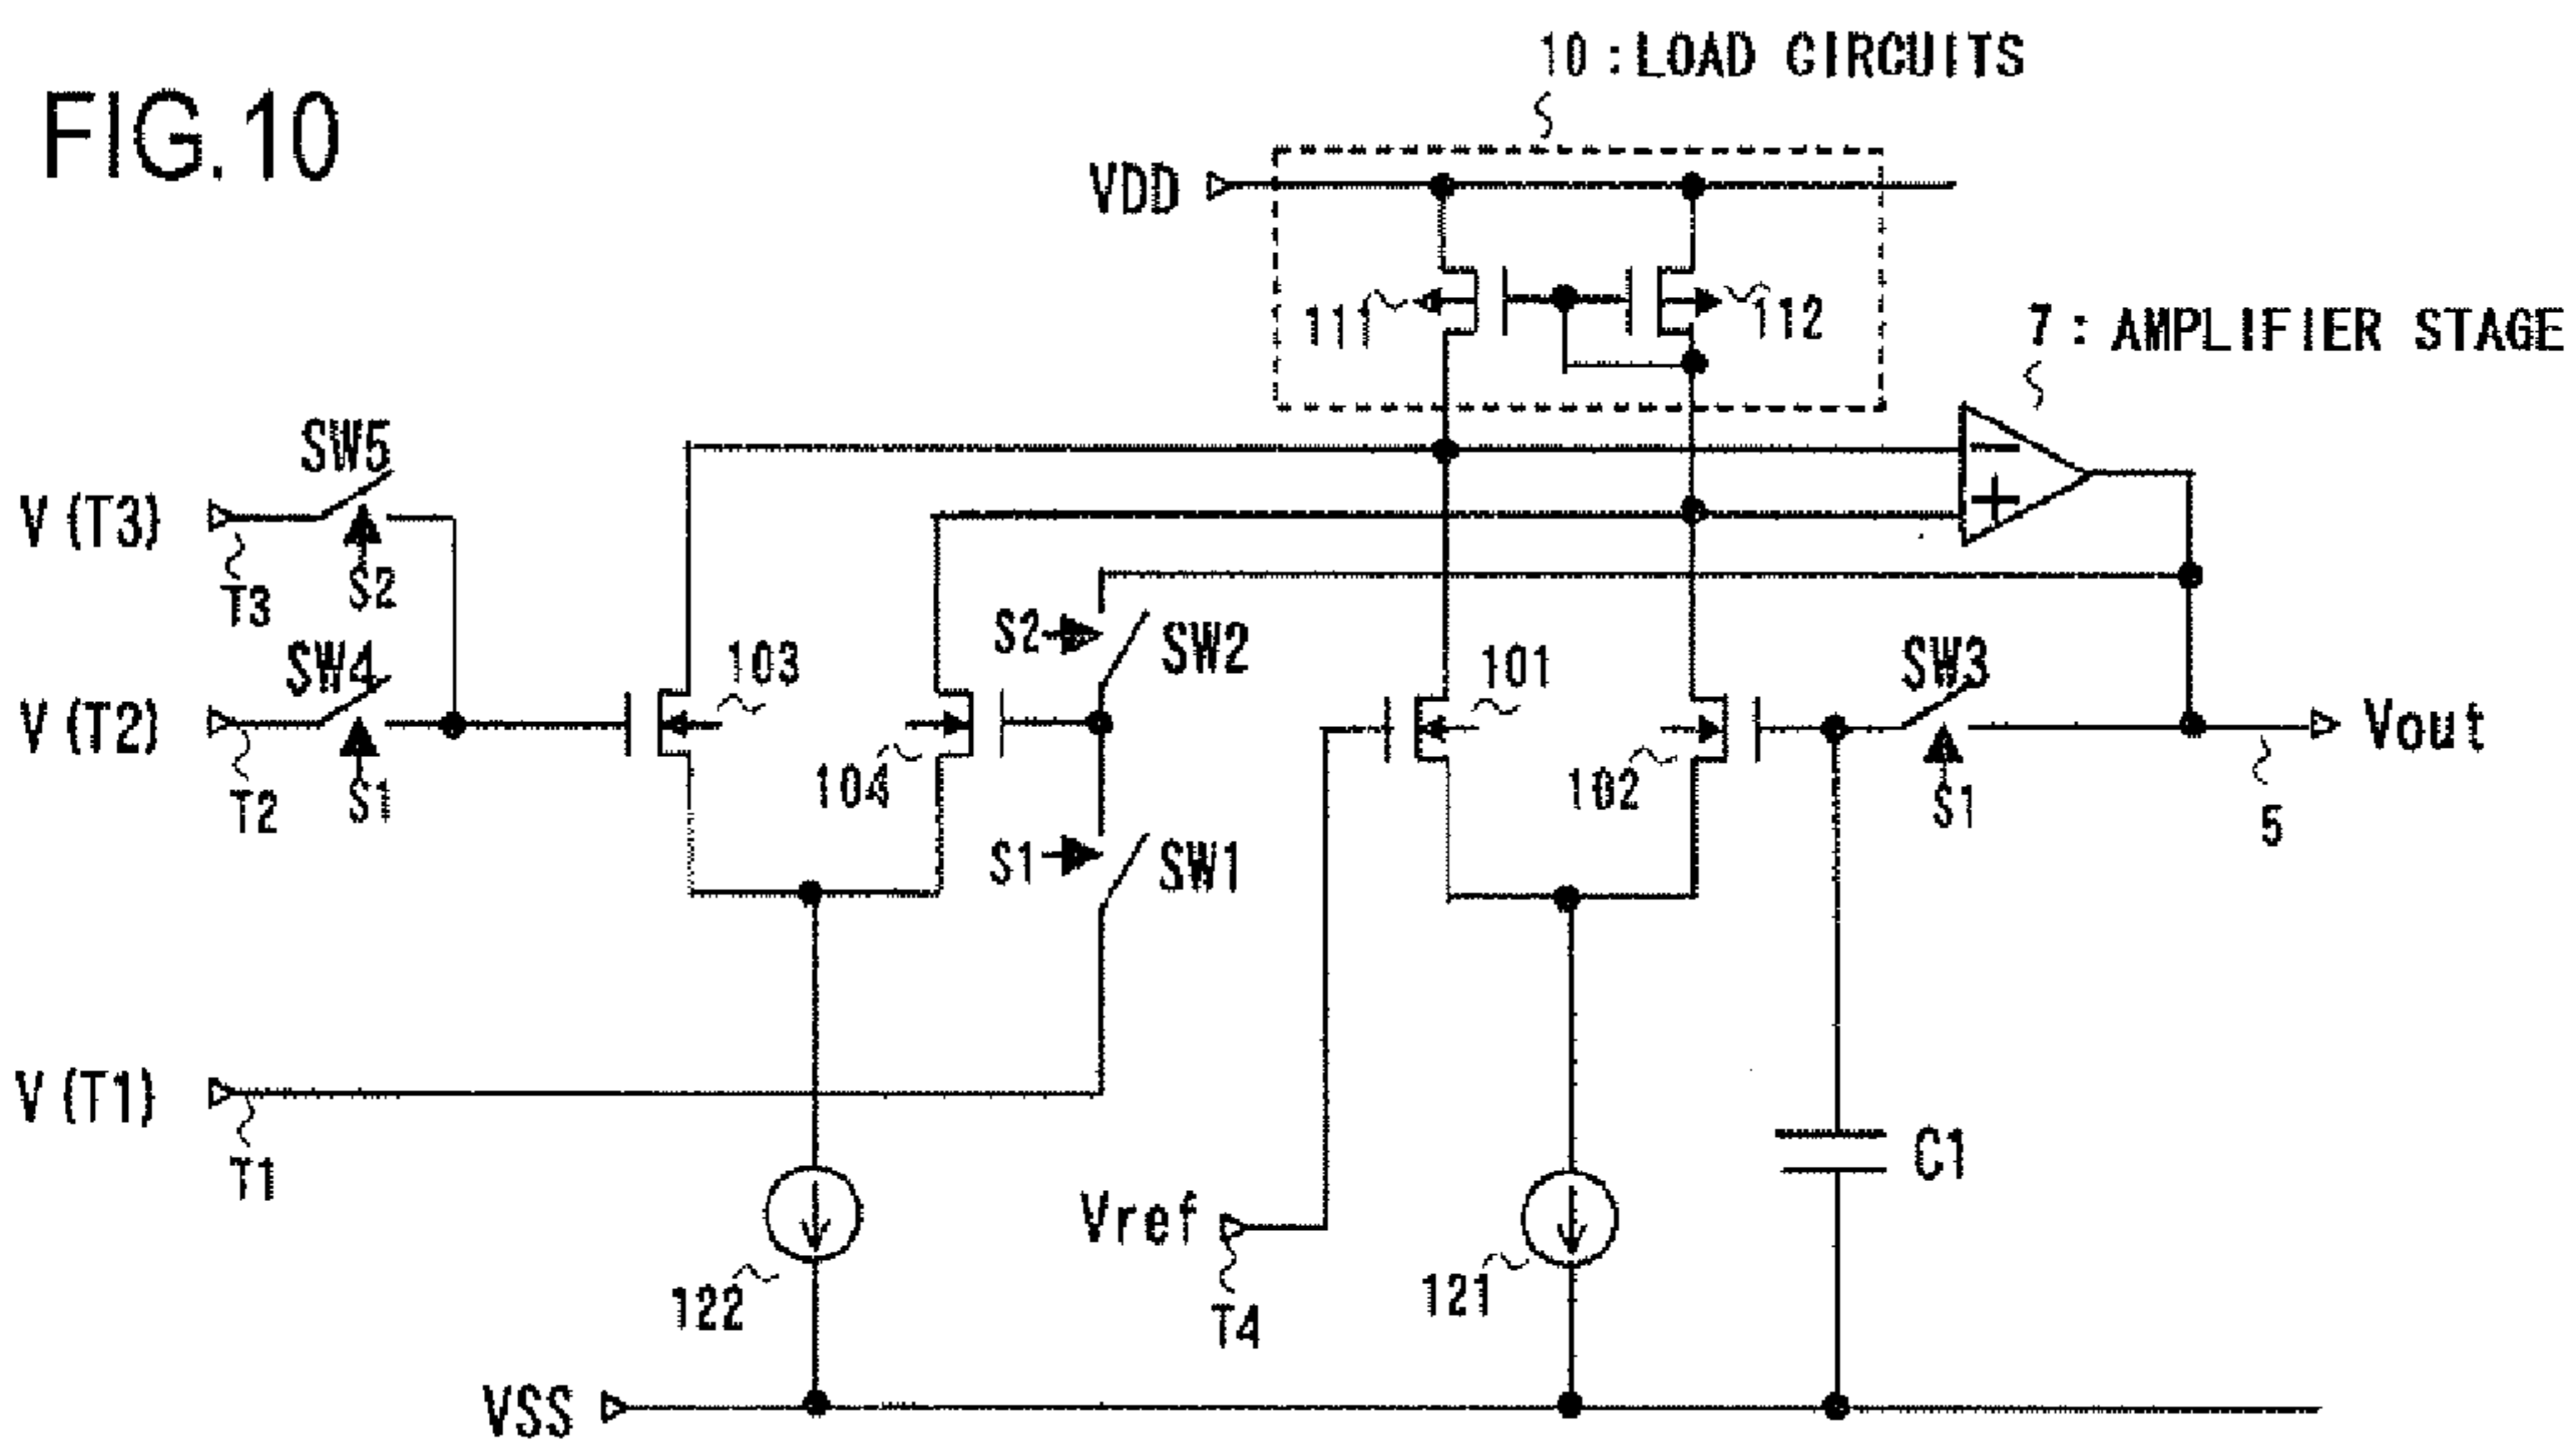 FIG.10
10 : LOAD GIRCUITS
VDD
111
112
7 : AMPLIFIER STAGE
SW5
V (T3)
T3
S2
SW4
V (T2)
T2
S1
103
104
S2
SW2
S1
SW1
101
102
SW3
S1
5
Vout
V (T1)
T1
122
Vref
T4
121
C1
VSS